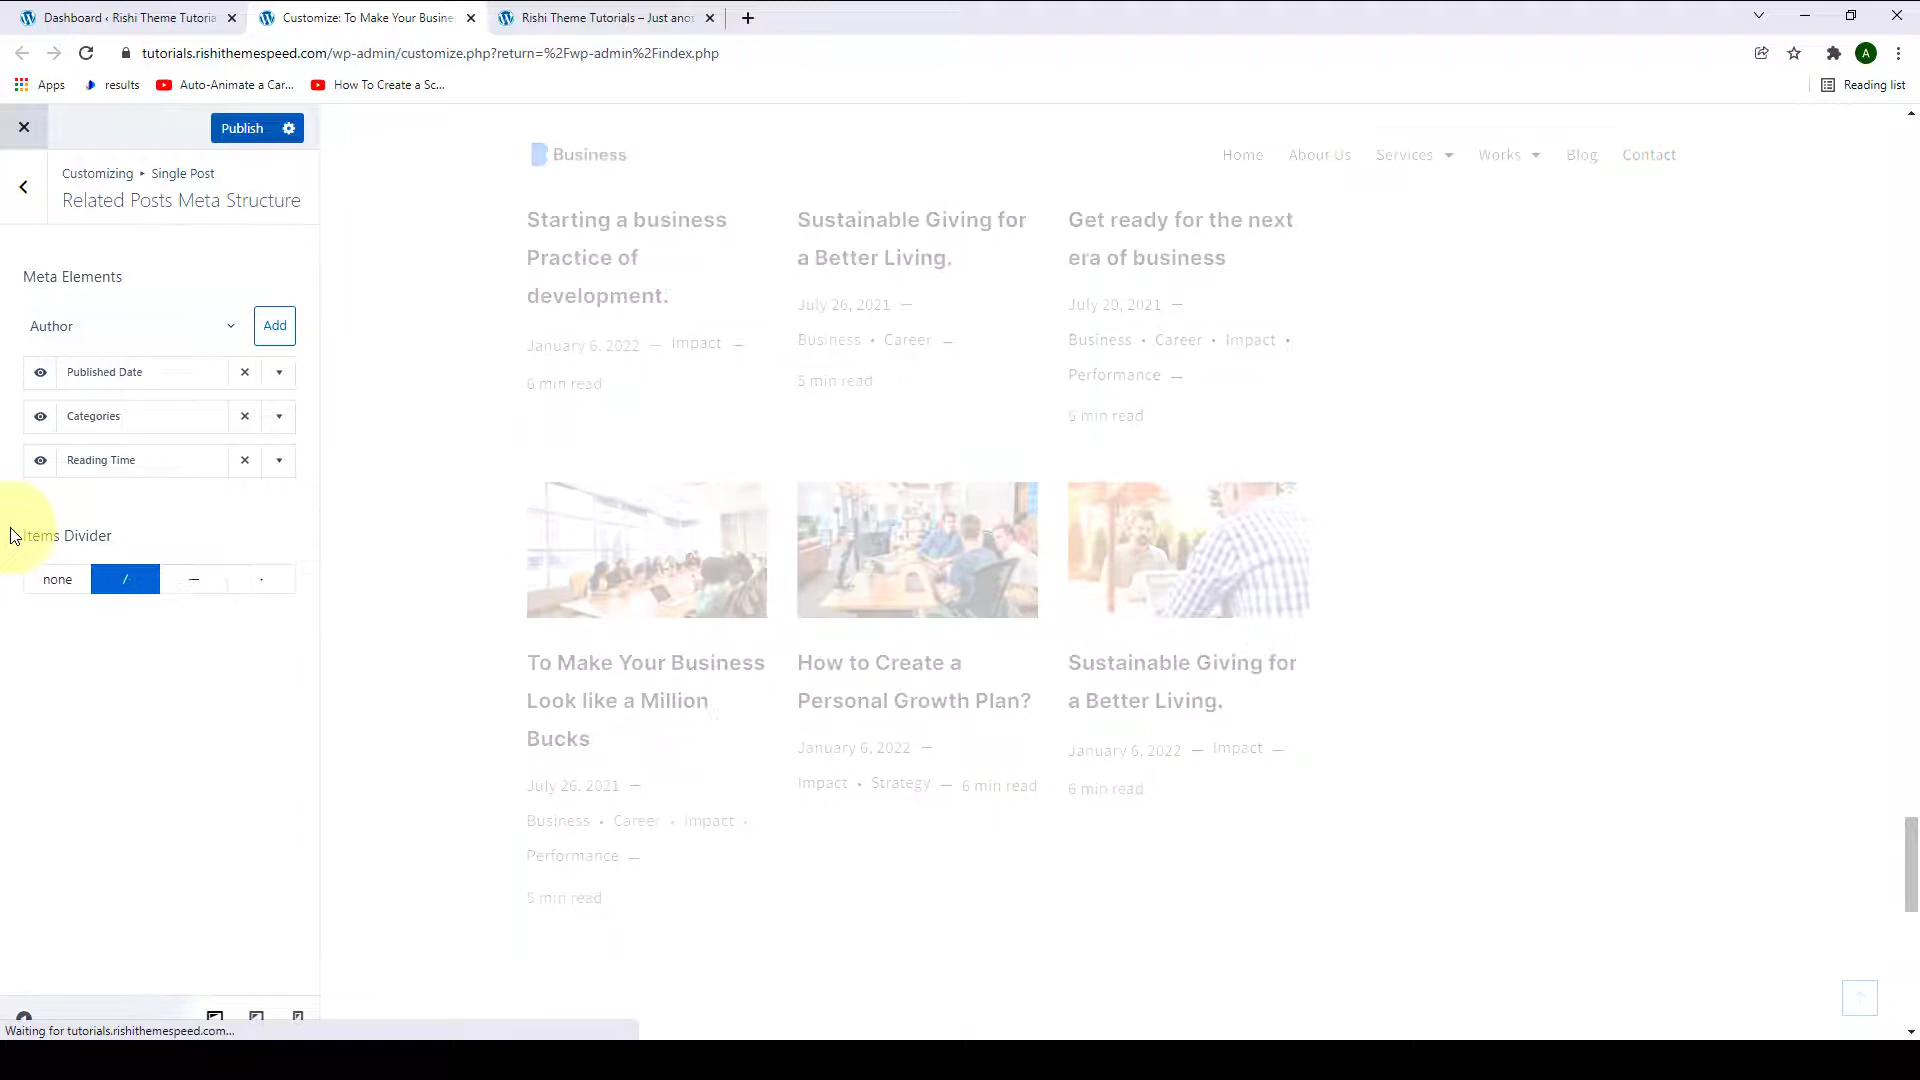 Dashboard ‹ Rishi Theme Tutoria
Customize: To Make Your Busine
Rishi Theme Tutorials – Just ano
tutorials.rishithemespeed.com/wp-admin/customize.php?return=%2Fwp-admin%2Findex.php
A
Apps
results
Auto-Animate a Car...
How To Create a Sc...
Reading list
Publish
Customizing ▸ Single Post
Related Posts Meta Structure
Meta Elements
Author
Add
Published Date
Categories
Reading Time
Items Divider
none
/
—
·
Business
Home
About Us
Services
Works
Blog
Contact
Starting a business
Practice of
development.
January 6, 2022 — Impact —
6 min read
Sustainable Giving for
a Better Living.
July 26, 2021 —
Business • Career —
5 min read
Get ready for the next
era of business
July 20, 2021 —
Business • Career • Impact •
Performance —
5 min read
To Make Your Business
Look like a Million
Bucks
July 26, 2021 —
Business • Career • Impact •
Performance —
5 min read
How to Create a
Personal Growth Plan?
January 6, 2022 —
Impact • Strategy — 6 min read
Sustainable Giving for
a Better Living.
January 6, 2022 — Impact —
6 min read
Waiting for tutorials.rishithemespeed.com...